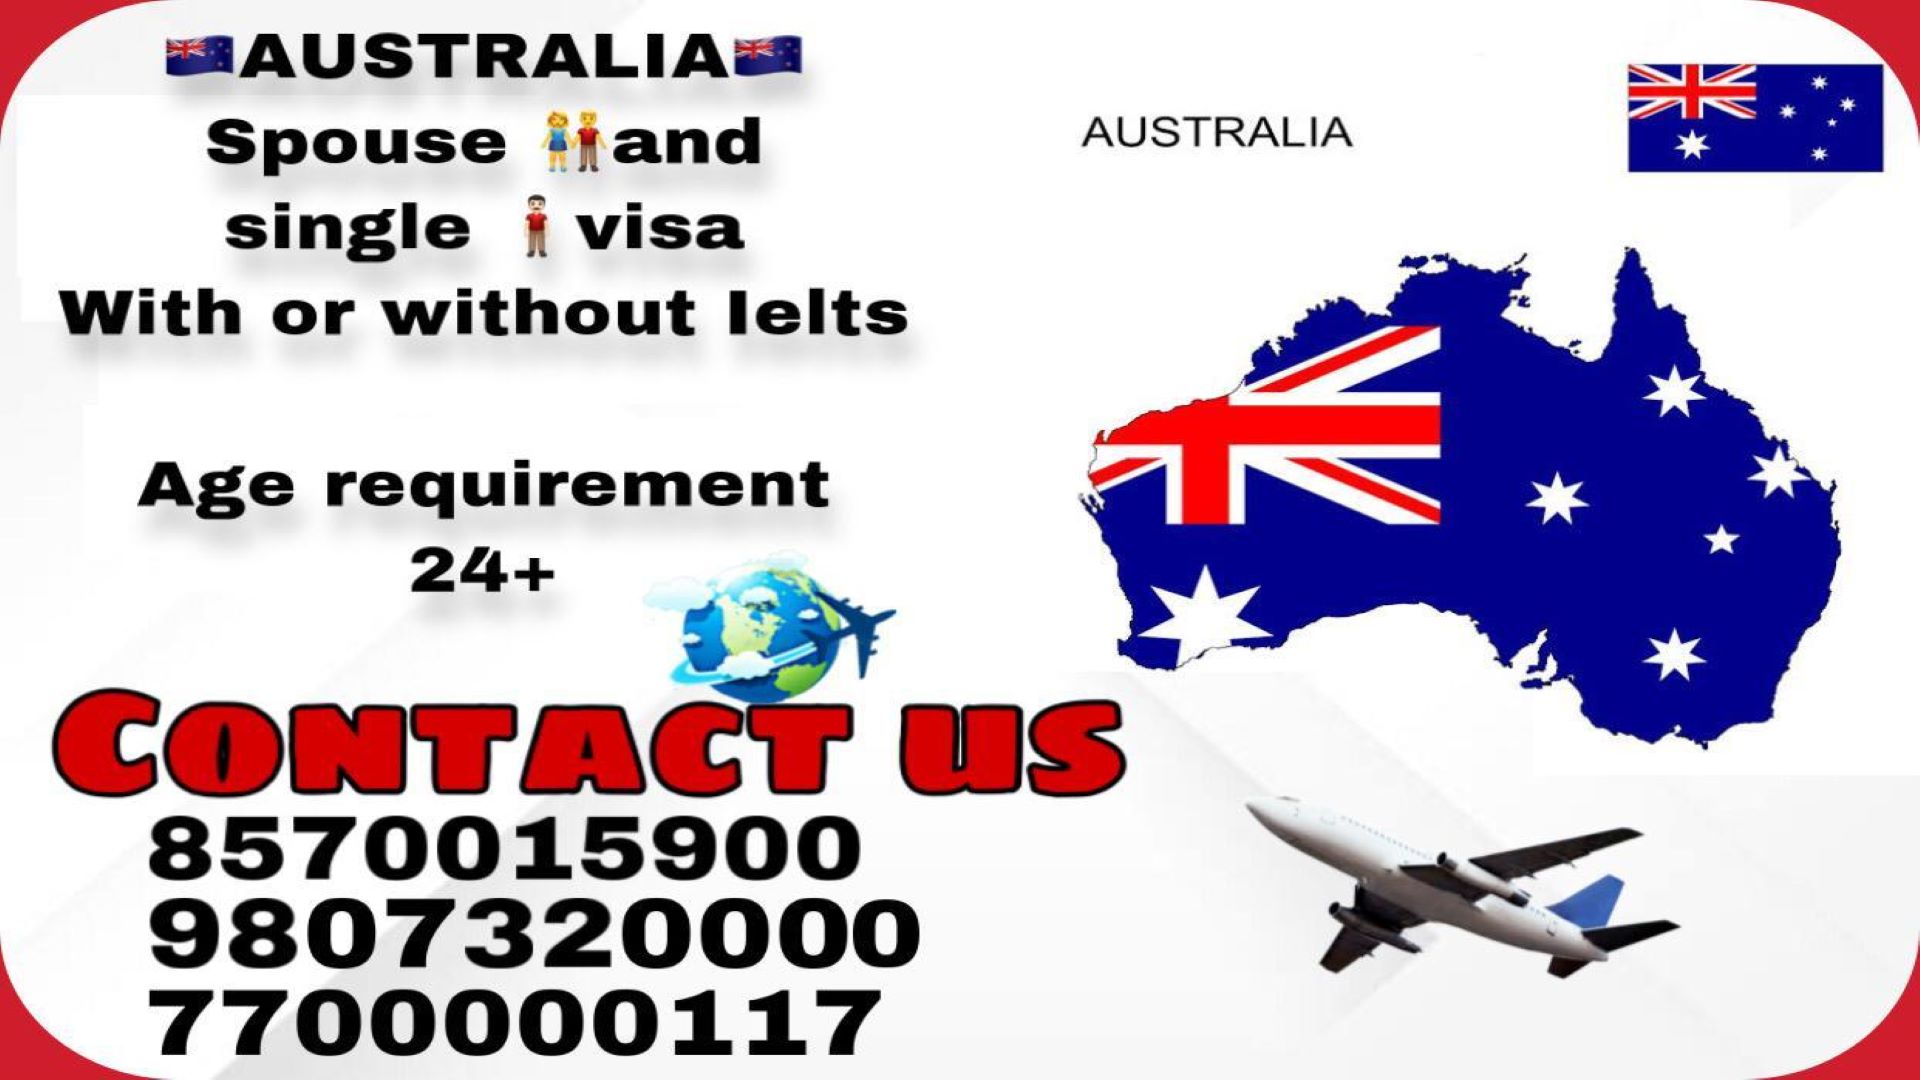 🇳🇿AUSTRALIA🇳🇿
Spouse 👫and
single 🧍🏻‍♂️visa
With or without Ielts
Age requirement
24+
AUSTRALIA
CONTACT US
8570015900
9807320000
7700000117